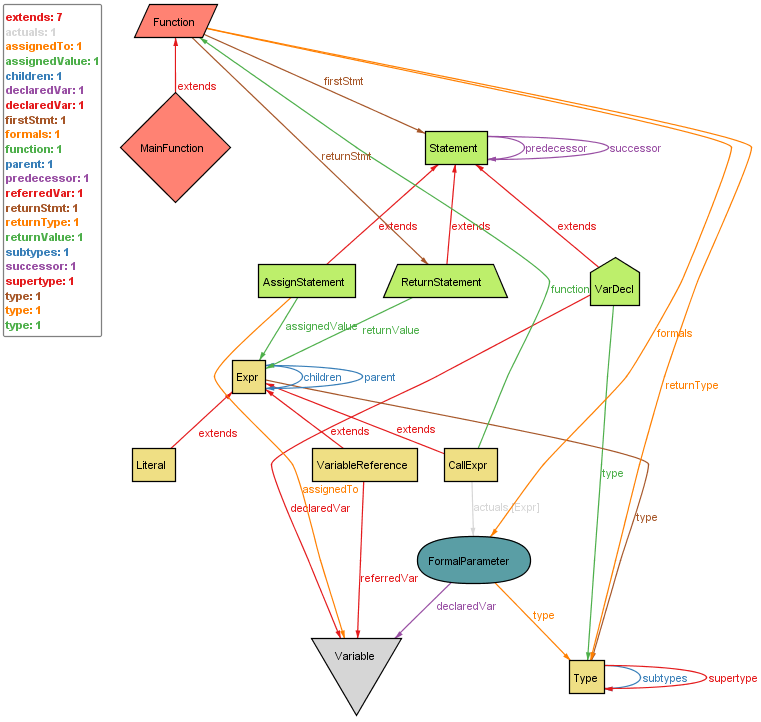 extends: 7
actuals: 1
assignedTo: 1
assignedValue: 1
children: 1
declaredVar: 1
declaredVar: 1
firstStmt: 1
formals: 1
function: 1
parent: 1
predecessor: 1
referredVar: 1
returnStmt: 1
returnType: 1
returnValue: 1
subtypes: 1
successor: 1
supertype: 1
type: 1
type: 1
type: 1
Function
firstStmt
extends
MainFunction
Statement
predecessor
successor
returnStmt
extends
extends
extends
AssignStatement
ReturnStatement
function
VarDecl
assignedValue
returnValue
formals
Expr
children
parent
returnType
extends
extends
extends
Literal
VariableReference
CallExpr
type
assignedTo
declaredVar
actuals [Expr]
type
FormalParameter
referredVar
declaredVar
type
Variable
Type
subtypes
supertype